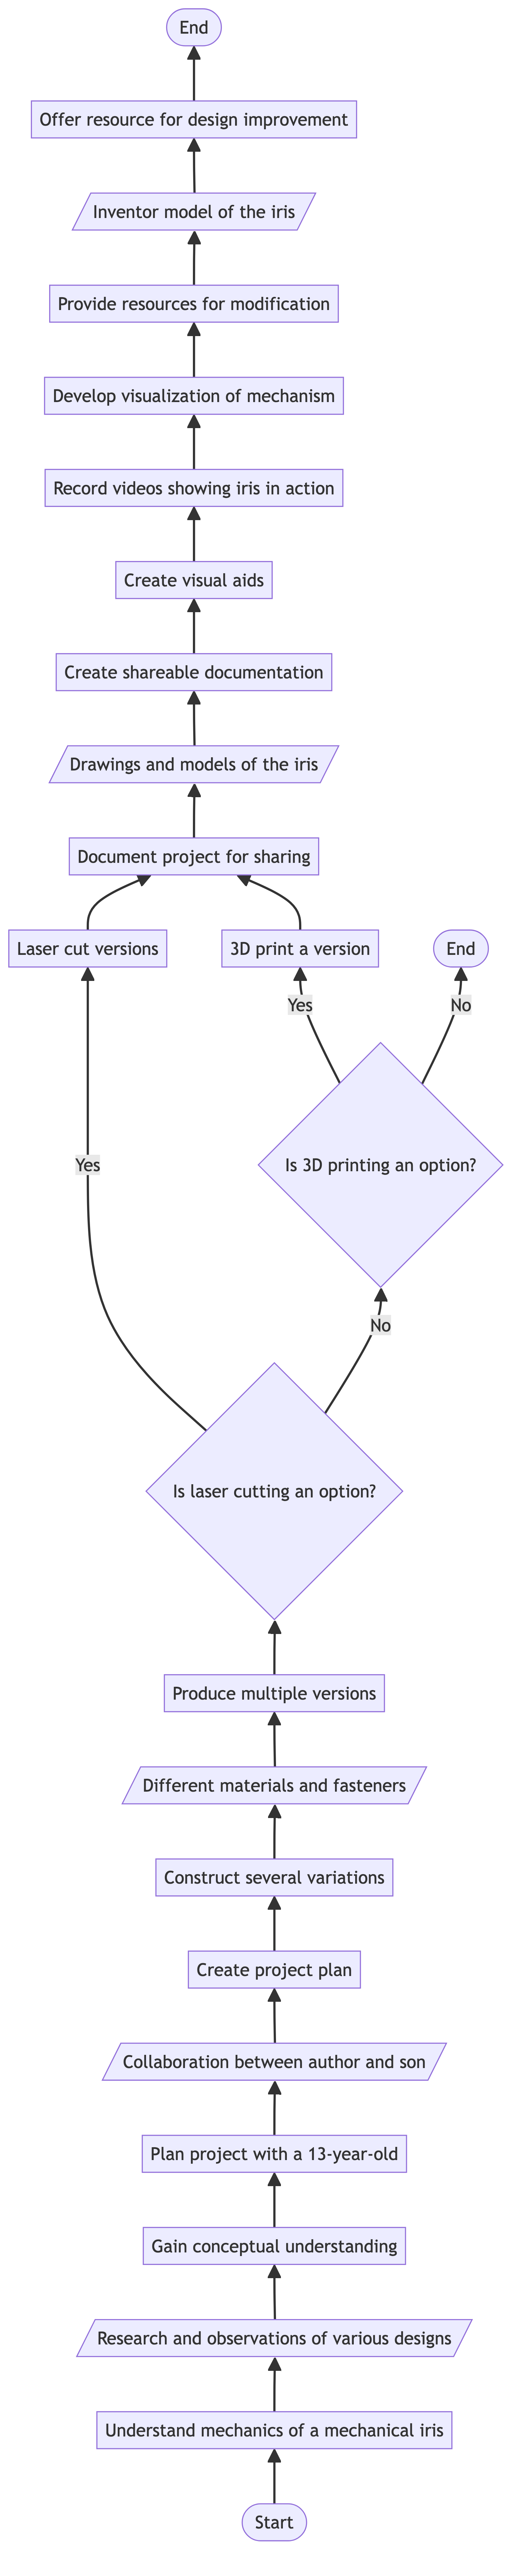 End
Offer resource for design improvement
Inventor model of the iris
Provide resources for modification
Develop visualization of mechanism
Record videos showing iris in action
Create visual aids
Create shareable documentation
Drawings and models of the iris
Document project for sharing
Laser cut versions
3D print a version
End
Yes
No
Yes
Is 3D printing an option?
No
Is laser cutting an option?
Produce multiple versions
Different materials and fasteners
Construct several variations
Create project plan
Collaboration between author and son
Plan project with a 13-year-old
Gain conceptual understanding
Research and observations of various designs
Understand mechanics of a mechanical iris
Start